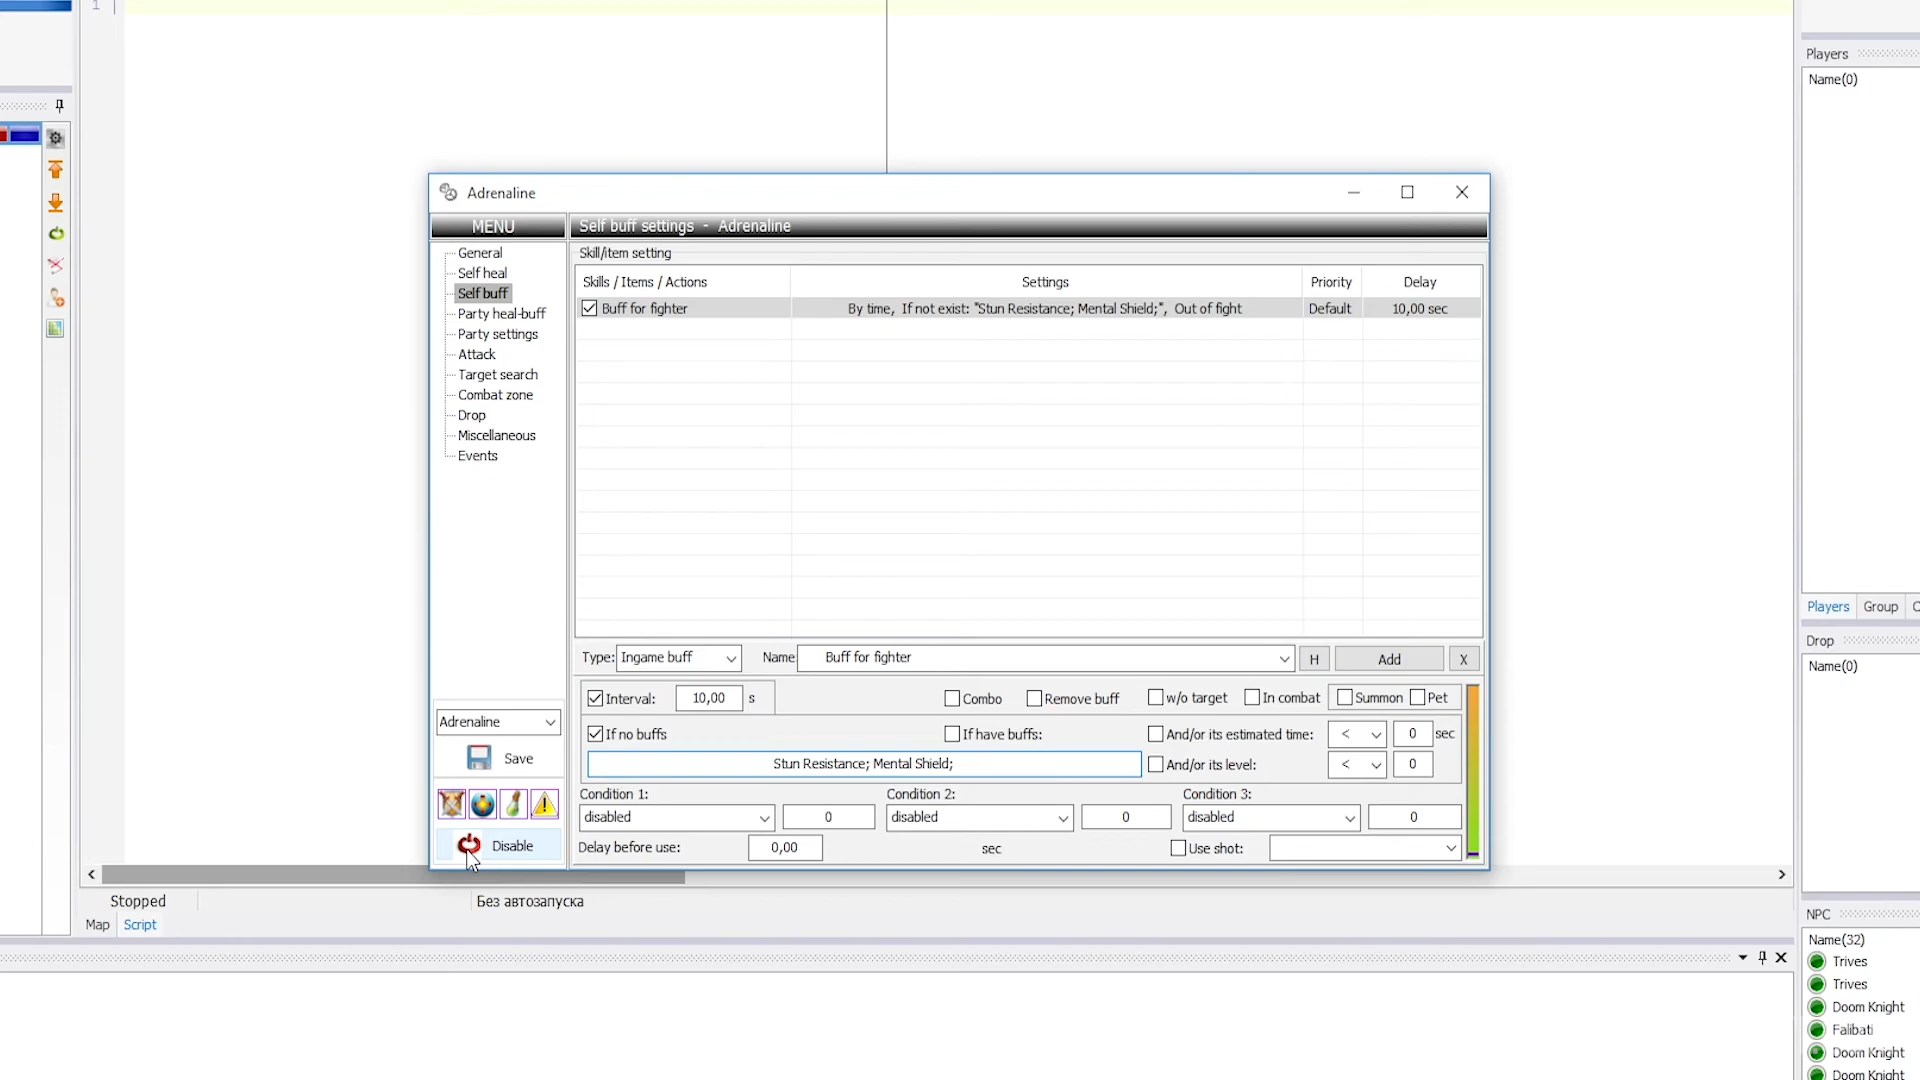 1
Players
Name(0)
Adrenaline
MENU
Self buff settings - Adrenaline
General
Self heal
Self buff
Party heal-buff
Party settings
Attack
Target search
Combat zone
Drop
Miscellaneous
Events
Skill/item setting
Skills / Items / Actions Settings Priority Delay
Buff for fighter By time, If not exist: "Stun Resistance; Mental Shield;", Out of fight Default 10,00 sec
Type: Ingame buff Name Buff for fighter H Add X
Interval: 10,00 s Combo Remove buff w/o target In combat Summon Pet
If no buffs If have buffs: And/or its estimated time: < 0 sec
Stun Resistance; Mental Shield; And/or its level: < 0
Condition 1: Condition 2: Condition 3:
disabled 0 disabled 0 disabled 0
Delay before use: 0,00 sec Use shot:
Adrenaline
Save
Disable
Players Group
Drop
Name(0)
Stopped Без автозапуска
Map Script
NPC
Name(32)
Trives
Trives
Doom Knight
Falibati
Doom Knight
Doom Knight